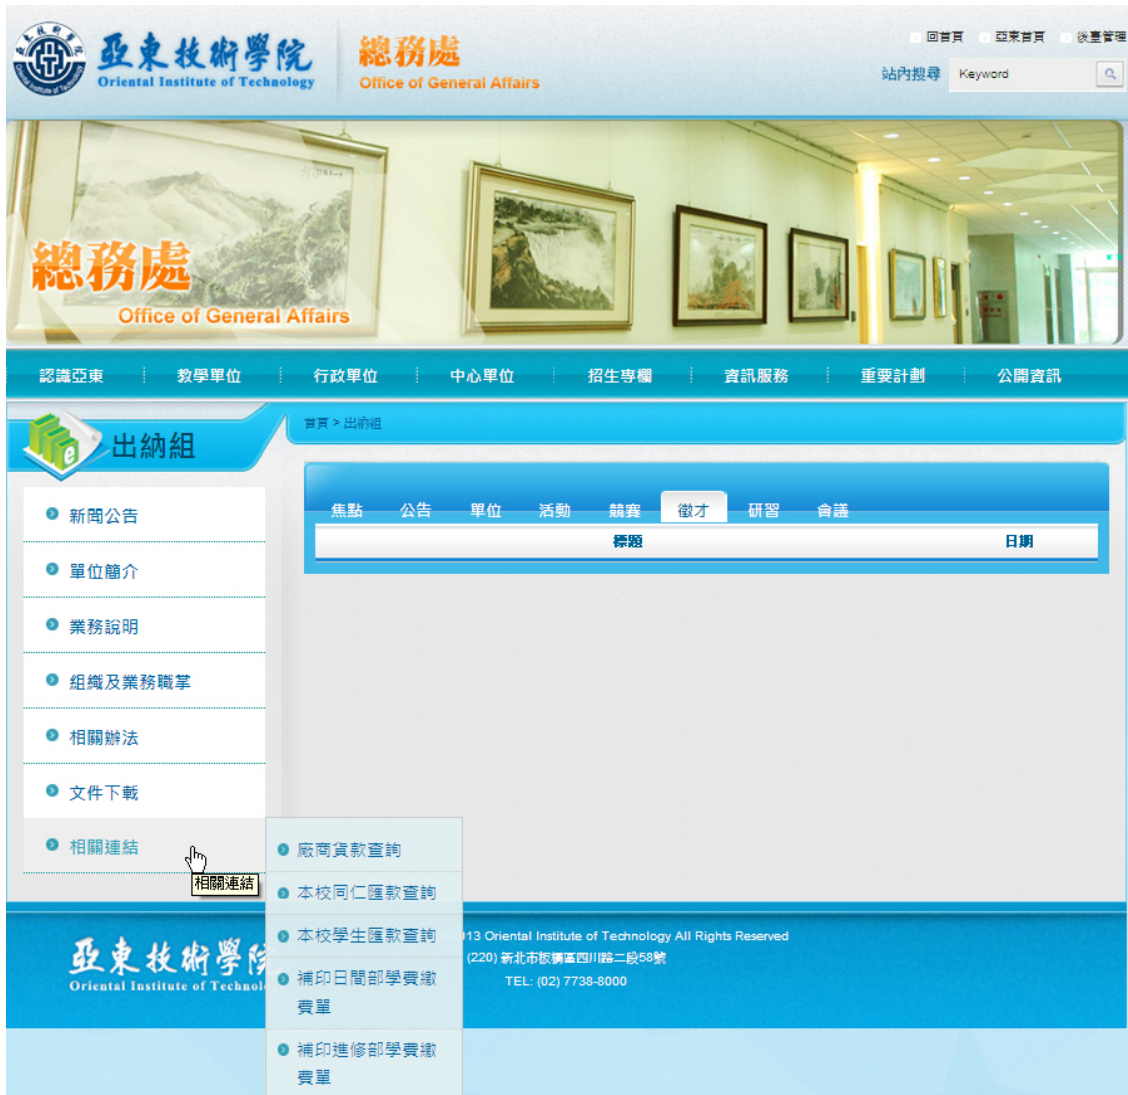 亞東技術學院
Oriental Institute of Technology
總務處
Office of General Affairs
回首頁 亞東首頁 後臺管理
站內搜尋 Keyword
總務處
Office of General Affairs
認識亞東 教學單位 行政單位 中心單位 招生專欄 資訊服務 重要計劃 公開資訊
出納組
首頁 > 出納組
焦點 公告 單位 活動 競賽 徵才 研習 會議
標題 日期
新聞公告
單位簡介
業務說明
組織及業務職掌
相關辦法
文件下載
相關連結
相關連結
廠商貨款查詢
本校同仁匯款查詢
本校學生匯款查詢
補印日間部學費繳
費單
補印進修部學費繳
費單
亞東技術學院
Oriental Institute of Technol
13 Oriental Institute of Technology All Rights Reserved
(220) 新北市板橋區四川路二段58號
TEL: (02) 7738-8000